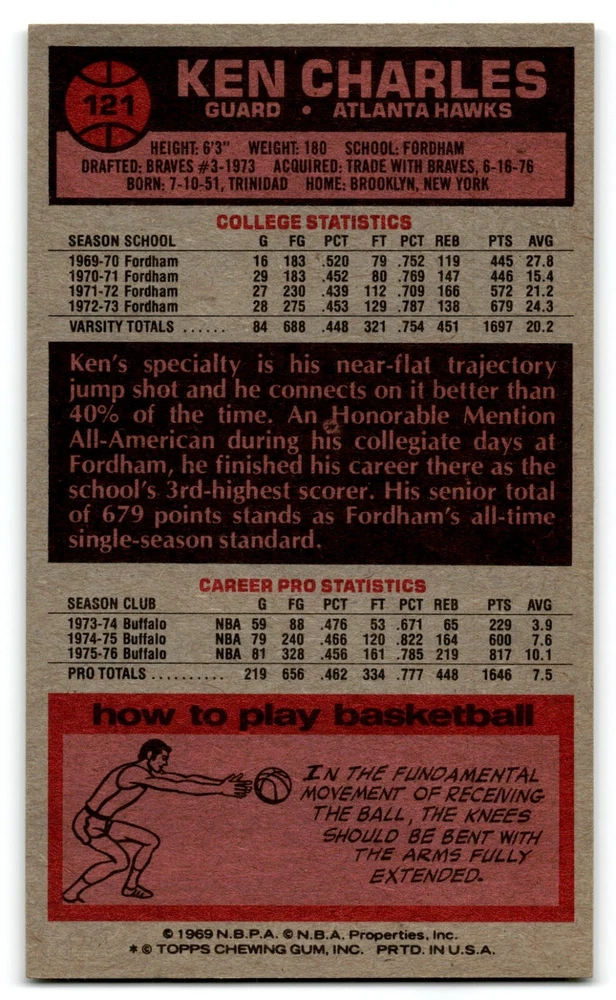 121
KEN CHARLES
GUARD • ATLANTA HAWKS
HEIGHT: 6'3" WEIGHT: 180 SCHOOL: FORDHAM
DRAFTED: BRAVES #3-1973 ACQUIRED: TRADE WITH BRAVES, 6-16-76
BORN: 7-10-51, TRINIDAD HOME: BROOKLYN, NEW YORK
COLLEGE STATISTICS
SEASON SCHOOL G FG PCT FT PCT REB PTS AVG
1969-70 Fordham 16 183 .520 79 .752 119 445 27.8
1970-71 Fordham 29 183 .452 80 .769 147 446 15.4
1971-72 Fordham 27 230 .439 112 .709 166 572 21.2
1972-73 Fordham 28 275 .453 129 .787 138 679 24.3
VARSITY TOTALS ...... 84 688 .448 321 .754 451 1697 20.2
Ken's specialty is his near-flat trajectory
jump shot and he connects on it better than
40% of the time. An Honorable Mention
All-American during his collegiate days at
Fordham, he finished his career there as the
school's 3rd-highest scorer. His senior total
of 679 points stands as Fordham's all-time
single-season standard.
CAREER PRO STATISTICS
SEASON CLUB G FG PCT FT PCT REB PTS AVG
1973-74 Buffalo NBA 59 88 .476 53 .671 65 229 3.9
1974-75 Buffalo NBA 79 240 .466 120 .822 164 600 7.6
1975-76 Buffalo NBA 81 328 .456 161 .785 219 817 10.1
PRO TOTALS .......... 219 656 .462 334 .777 448 1646 7.5
how to play basketball
IN THE FUNDAMENTAL
MOVEMENT OF RECEIVING
THE BALL, THE KNEES
SHOULD BE BENT WITH
THE ARMS FULLY
EXTENDED.
© 1969 N.B.P.A. © N.B.A. Properties, Inc.
* © TOPPS CHEWING GUM, INC. PRTD. IN U.S.A.